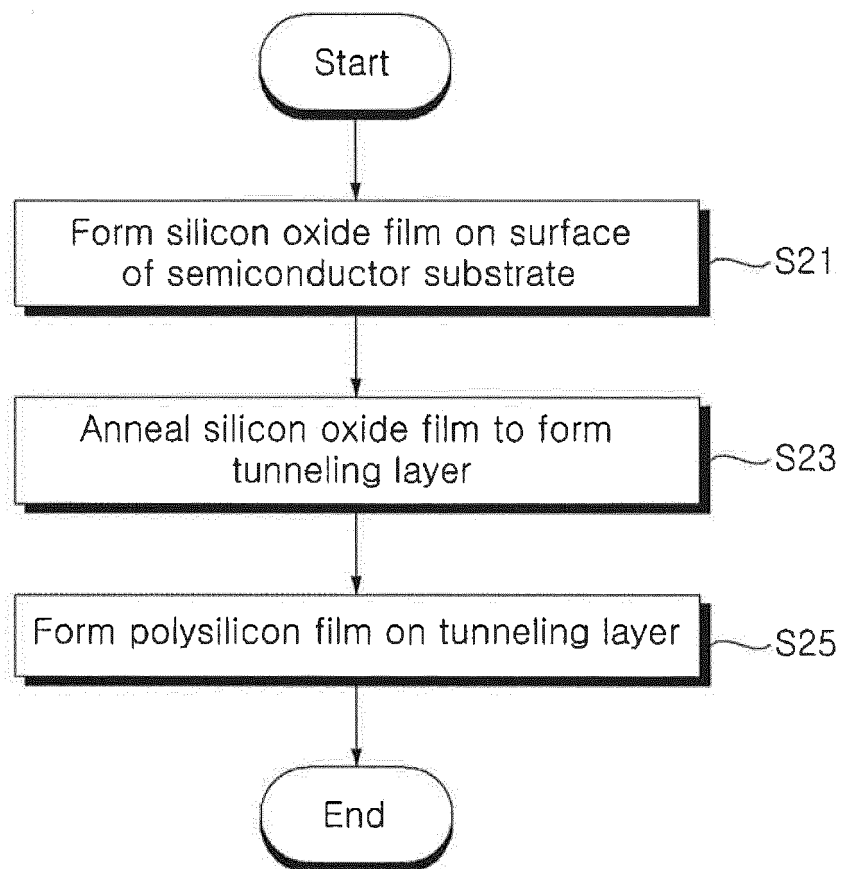 Start
Form silicon oxide film on surface
of semiconductor substrate
S21
Anneal silicon oxide film to form
tunneling layer
S23
Form polysilicon film on tunneling layer
S25
End